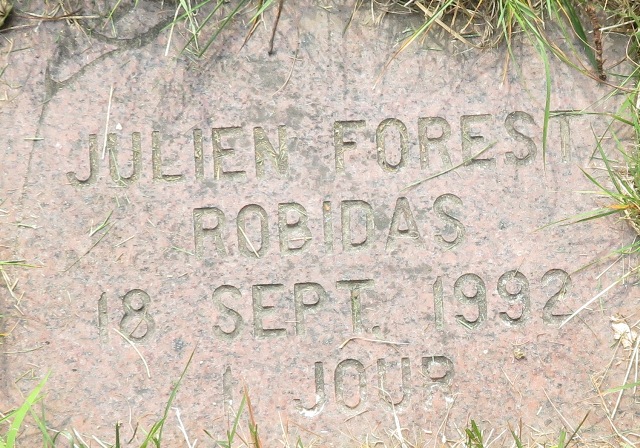 JULIEN FOREST
ROBIDAS
18 SEPT. 1992
1 JOUR